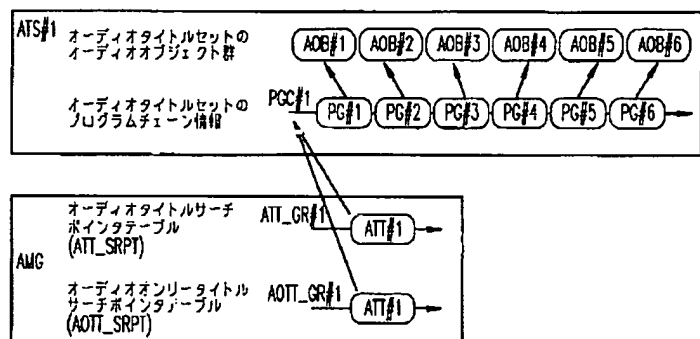 ATS#1
オーディオタイトルセットの
オーディオオブジェクト群
AOB#1 AOB#2 AOB#3 AOB#4 AOB#5 AOB#6
オーディオタイトルセットの
プログラムチェーン情報
PGC#1
PG#1 PG#2 PG#3 PG#4 PG#5 PG#6
AMG
オーディオタイトルサーチ
ポインタテーブル
(ATT_SRPT)
ATT_GR#1
ATT#1
オーディオオンリータイトル
サーチポインタテーブル
(AOTT_SRPT)
AOTT_GR#1
ATT#1